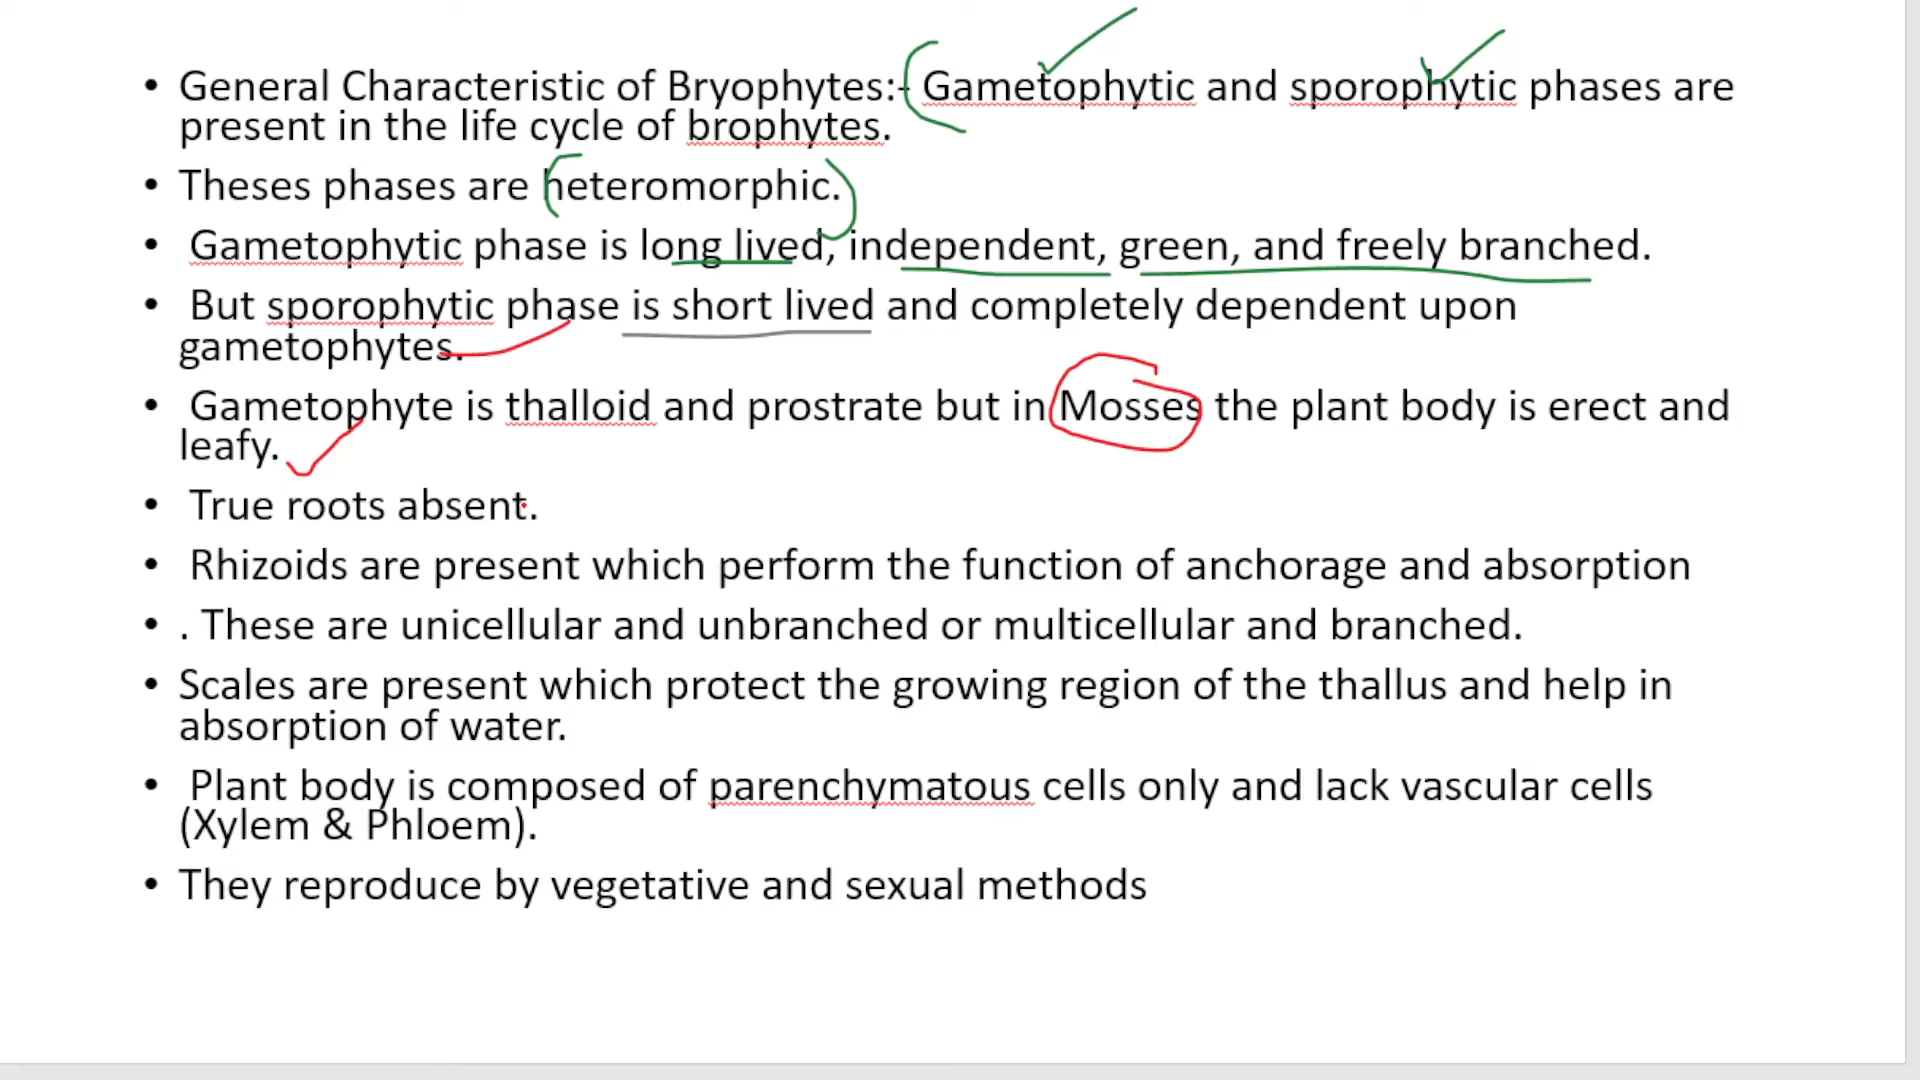 • General Characteristic of Bryophytes:- Gametophytic and sporophytic phases are
present in the life cycle of brophytes.
• Theses phases are heteromorphic.
• Gametophytic phase is long lived, independent, green, and freely branched.
• But sporophytic phase is short lived and completely dependent upon
gametophytes.
• Gametophyte is thalloid and prostrate but in Mosses the plant body is erect and
leafy.
• True roots absent.
• Rhizoids are present which perform the function of anchorage and absorption
• . These are unicellular and unbranched or multicellular and branched.
• Scales are present which protect the growing region of the thallus and help in
absorption of water.
• Plant body is composed of parenchymatous cells only and lack vascular cells
(Xylem & Phloem).
• They reproduce by vegetative and sexual methods